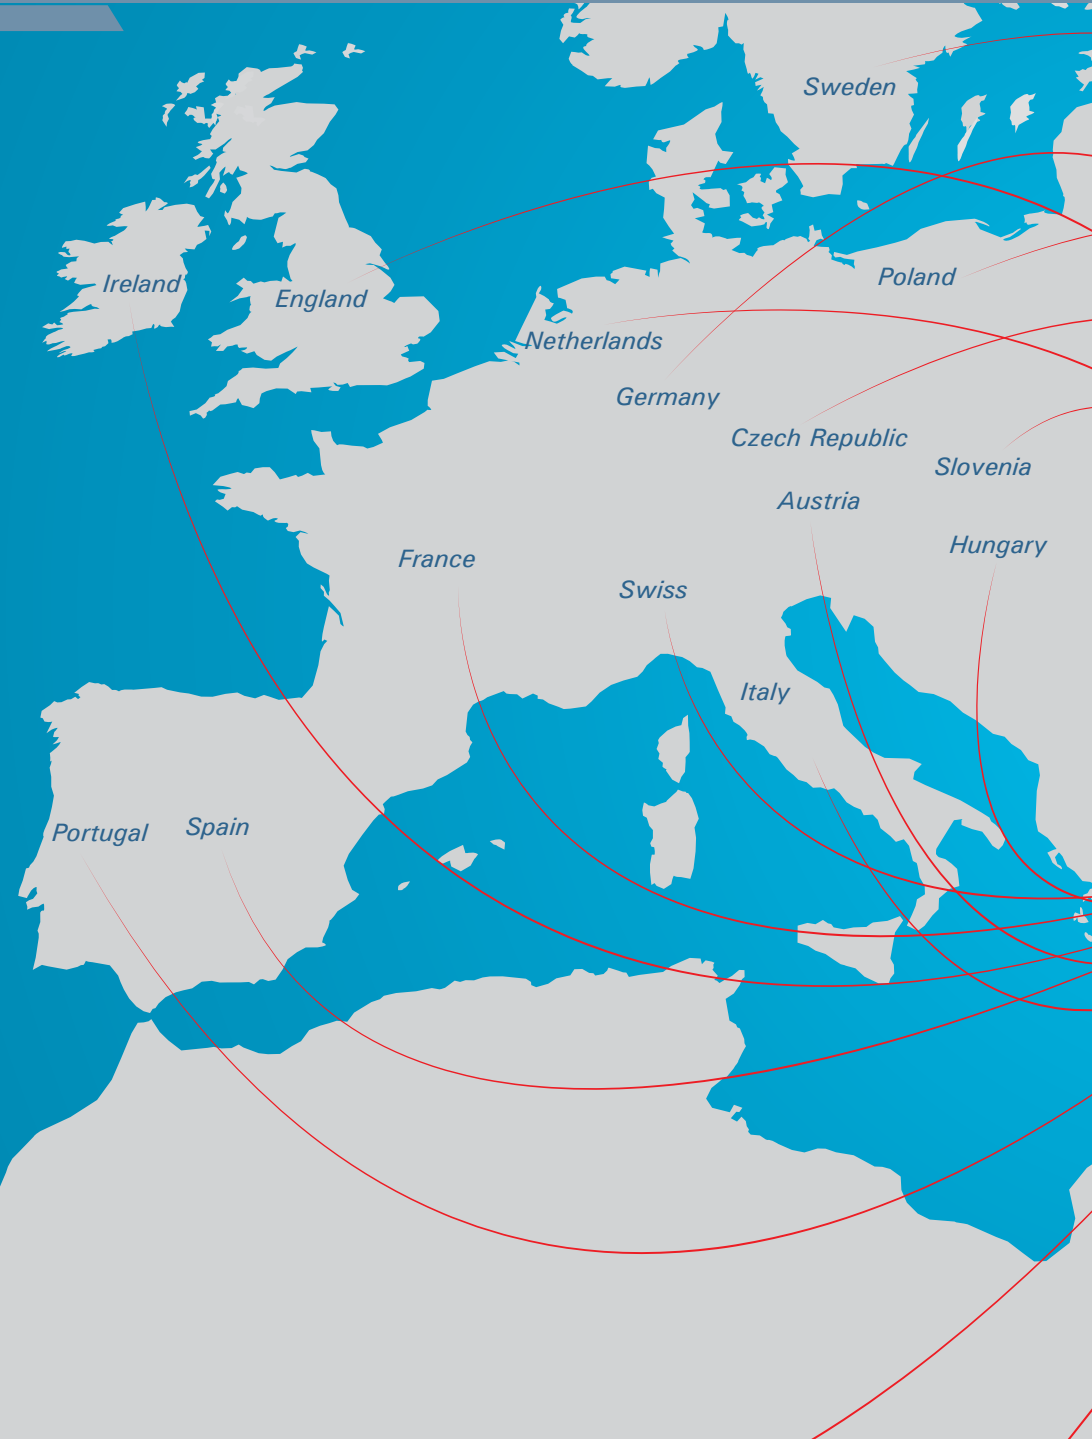 Sweden
Poland
Ireland
England
Netherlands
Germany
Czech Republic
Slovenia
Austria
Hungary
France
Swiss
Italy
Portugal
Spain